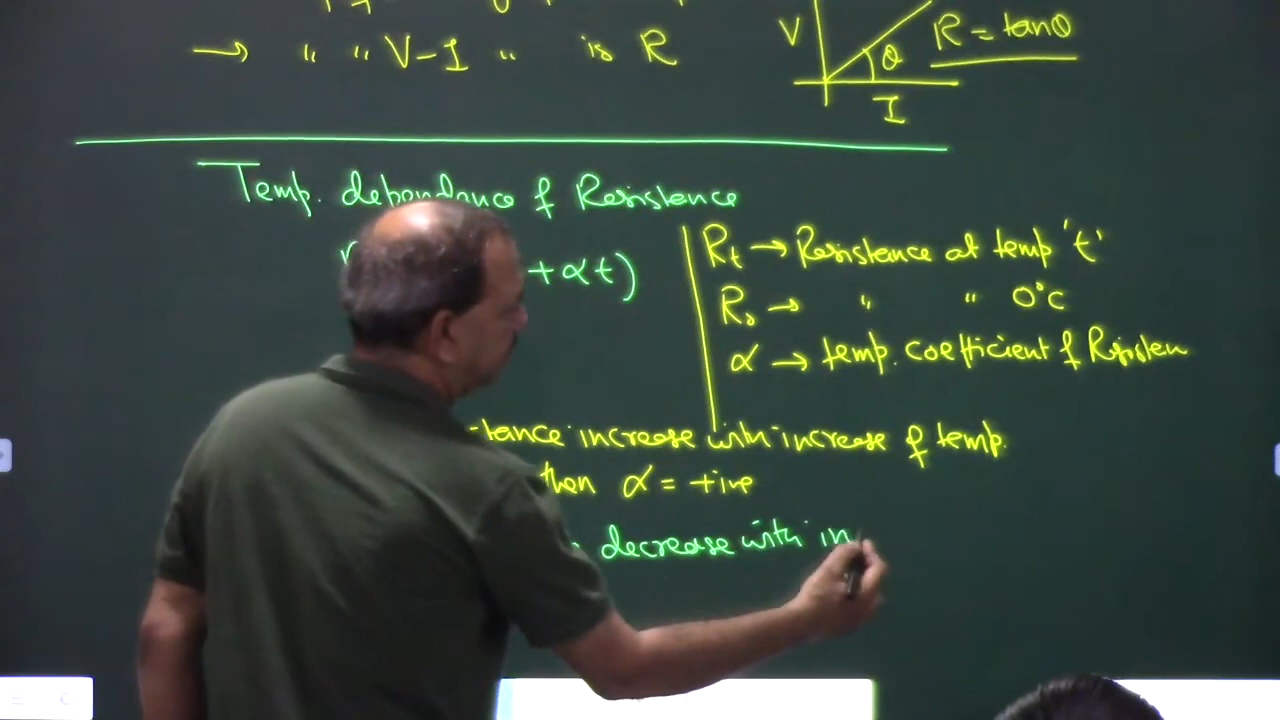 → " " V-I " is R
V
θ
R = tanθ
I
Temp. dependance of Resistence
+ αt)
Rt → Resistence at temp 't'
R0 → " " 0°C
α → temp. coefficient of Resisten
tance increase with increase of temp.
then α = +ive
decrease with in